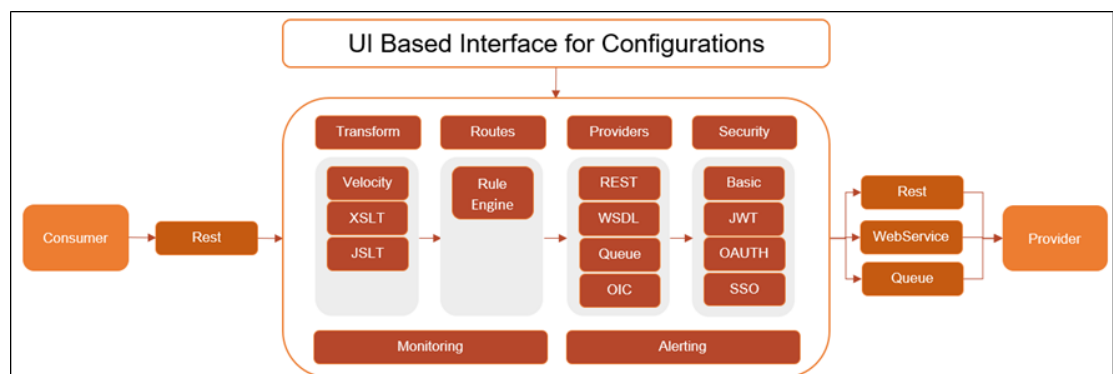 UI Based Interface for Configurations
Transform
Routes
Providers
Security
Velocity
XSLT
JSLT
Rule
Engine
REST
WSDL
Queue
OIC
Basic
JWT
OAUTH
SSO
Consumer
Rest
Rest
WebService
Queue
Provider
Monitoring
Alerting